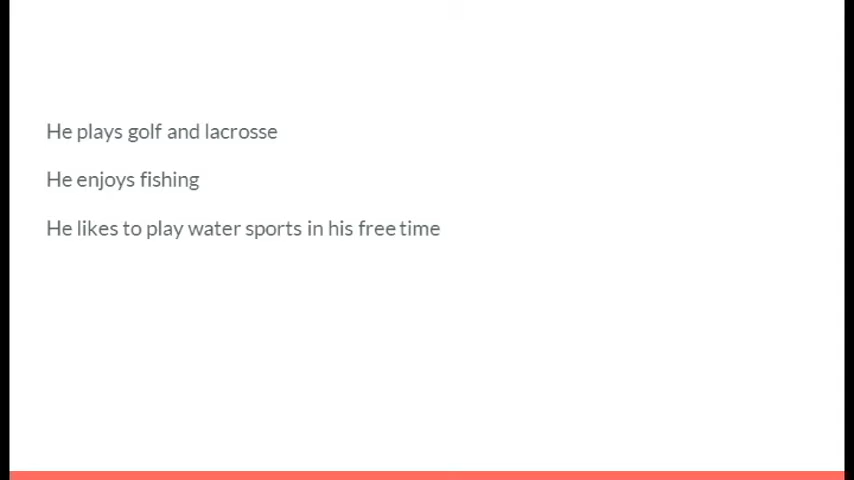 He plays golf and lacrosse
He enjoys fishing
He likes to play water sports in his free time